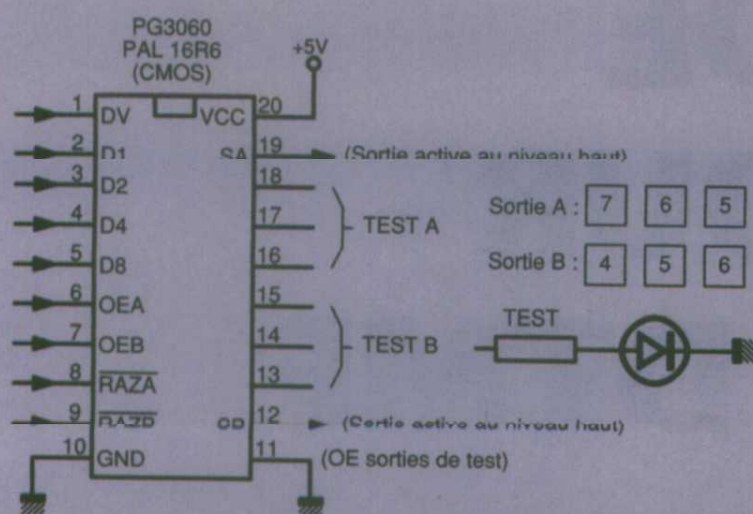 PG3060
PAL 16R6
(CMOS)
+5V
1 DV VCC 20
2 D1 SA 19 (Sortie active au niveau haut)
3 D2 18
4 D4 17 TEST A
5 D8 16
6 OEA 15
7 OEB 14 TEST B
8 RAZA 13
9 12 (Sortie active au niveau haut)
10 GND 11 (OE sorties de test)
Sortie A : 7 6 5
Sortie B : 4 5 6
TEST